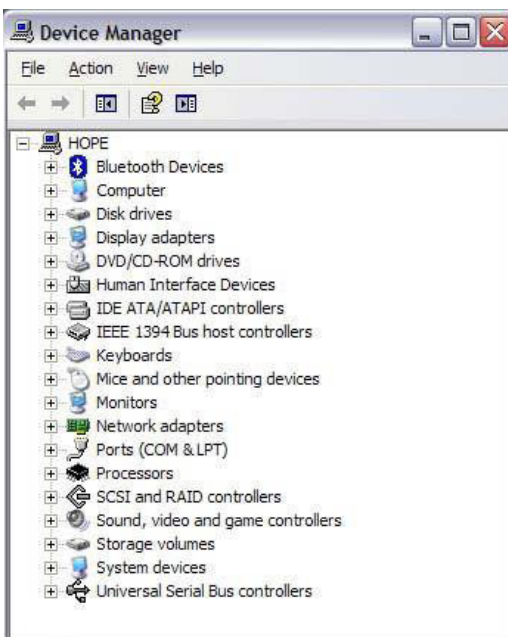 Device Manager
File Action View Help
HOPE
Bluetooth Devices
Computer
Disk drives
Display adapters
DVD/CD-ROM drives
Human Interface Devices
IDE ATA/ATAPI controllers
IEEE 1394 Bus host controllers
Keyboards
Mice and other pointing devices
Monitors
Network adapters
Ports (COM & LPT)
Processors
SCSI and RAID controllers
Sound, video and game controllers
Storage volumes
System devices
Universal Serial Bus controllers